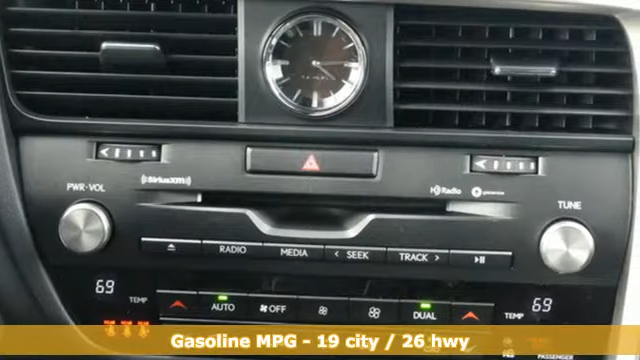 PWR·VOL
((SiriusXM))
HD Radio
TUNE
RADIO
MEDIA
< SEEK
TRACK >
69
TEMP
AUTO
OFF
DUAL
TEMP
69
PASSENGER
Gasoline MPG - 19 city / 26 hwy